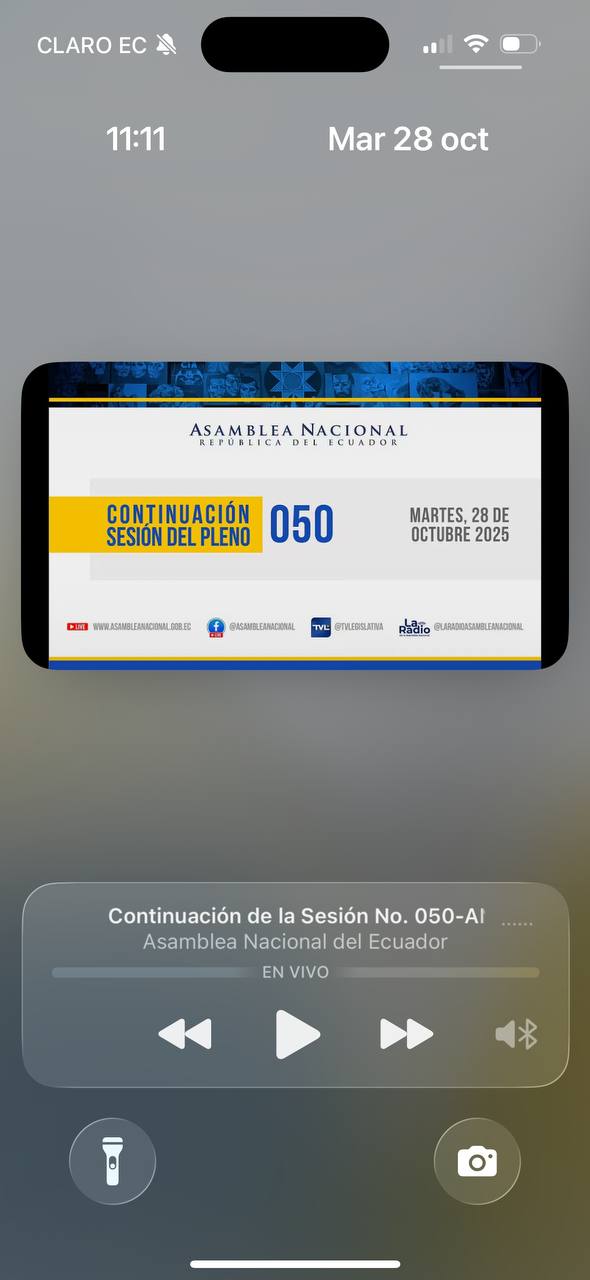 CLARO EC
11:11
Mar 28 oct
ASAMBLEA NACIONAL
REPÚBLICA DEL ECUADOR
CONTINUACIÓN
SESIÓN DEL PLENO
050
MARTES, 28 DE
OCTUBRE 2025
LIVE WWW.ASAMBLEANACIONAL.GOB.EC
LIVE @ASAMBLEANACIONAL
TVL @TVLEGISLATIVA
La Radio @LARADIOASAMBLEANACIONAL
Continuación de la Sesión No. 050-A
Asamblea Nacional del Ecuador
EN VIVO